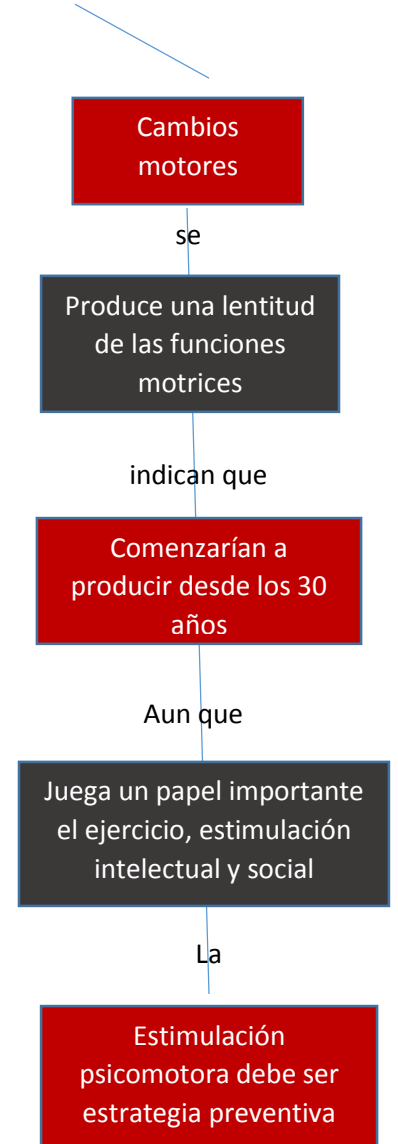 Cambios
motores
se
Produce una lentitud
de las funciones
motrices
indican que
Comenzarían a
producir desde los 30
años
Aun que
Juega un papel importante
el ejercicio, estimulación
intelectual y social
La
Estimulación
psicomotora debe ser
estrategia preventiva